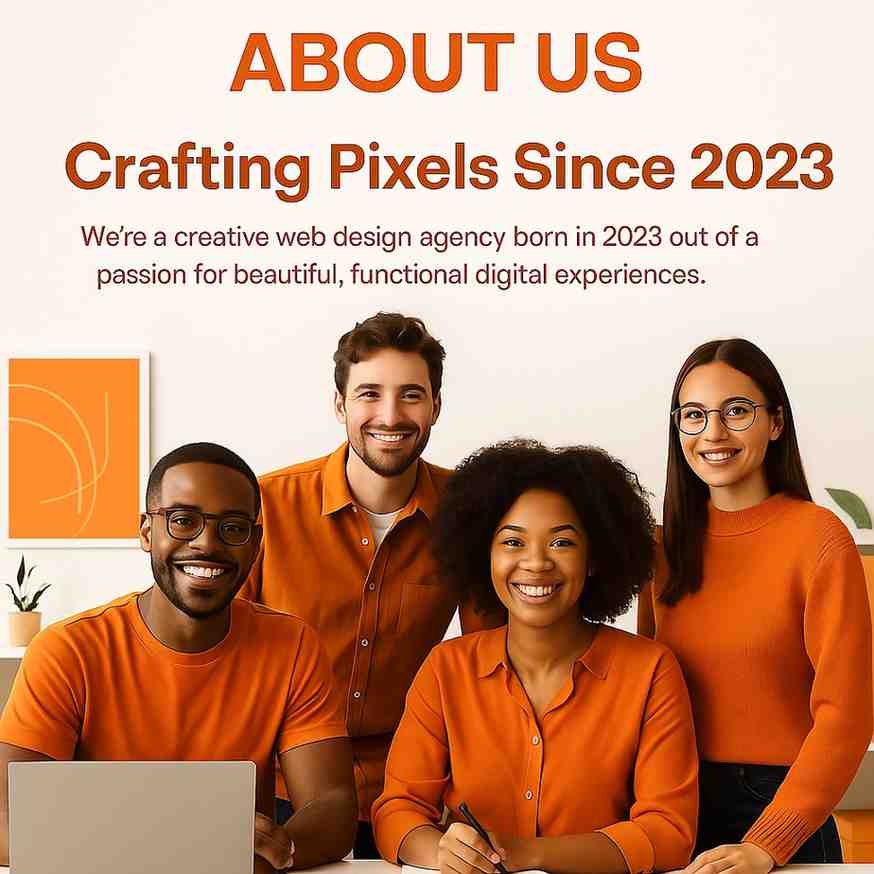 ABOUT US
Crafting Pixels Since 2023
We're a creative web design agency born in 2023 out of a
passion for beautiful, functional digital experiences.